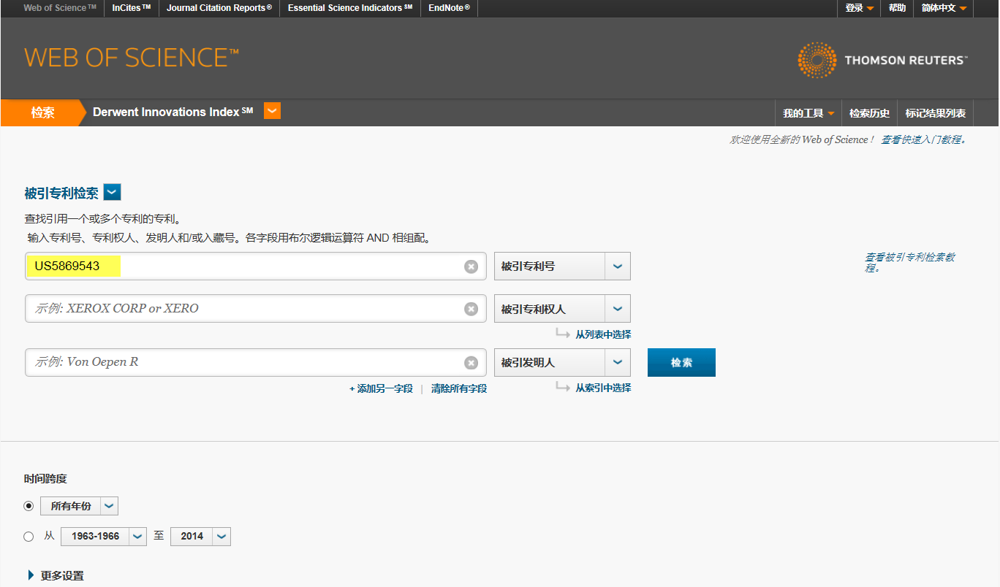 Web of Science™ InCites™ Journal Citation Reports® Essential Science Indicators℠ EndNote® 登录 帮助 简体中文
WEB OF SCIENCE™
THOMSON REUTERS™
检索 Derwent Innovations Index℠ 我的工具 检索历史 标记结果列表
欢迎使用全新的 Web of Science！ 查看快速入门教程。
被引专利检索
查找引用一个或多个专利的专利。
输入专利号、专利权人、发明人和/或入藏号。各字段用布尔逻辑运算符 AND 相组配。
US5869543 被引专利号
查看被引专利检索教
程。
示例: XEROX CORP or XERO 被引专利权人
从列表中选择
示例: Von Oepen R 被引发明人 检索
+ 添加另一字段 | 清除所有字段 从索引中选择
时间跨度
所有年份
从 1963-1966 至 2014
更多设置